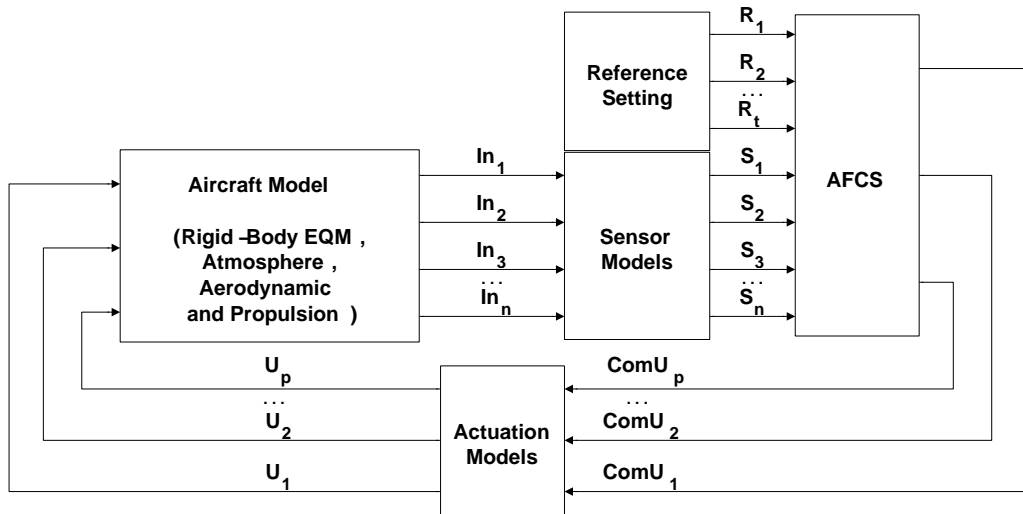 Reference
Setting
R1
R2
...
Rt
AFCS
Aircraft Model
(Rigid–Body EQM ,
Atmosphere ,
Aerodynamic
and Propulsion )
In1
In2
In3
...
Inn
Sensor
Models
S1
S2
S3
...
Sn
Up
...
U2
U1
Actuation
Models
ComUp
...
ComU2
ComU1